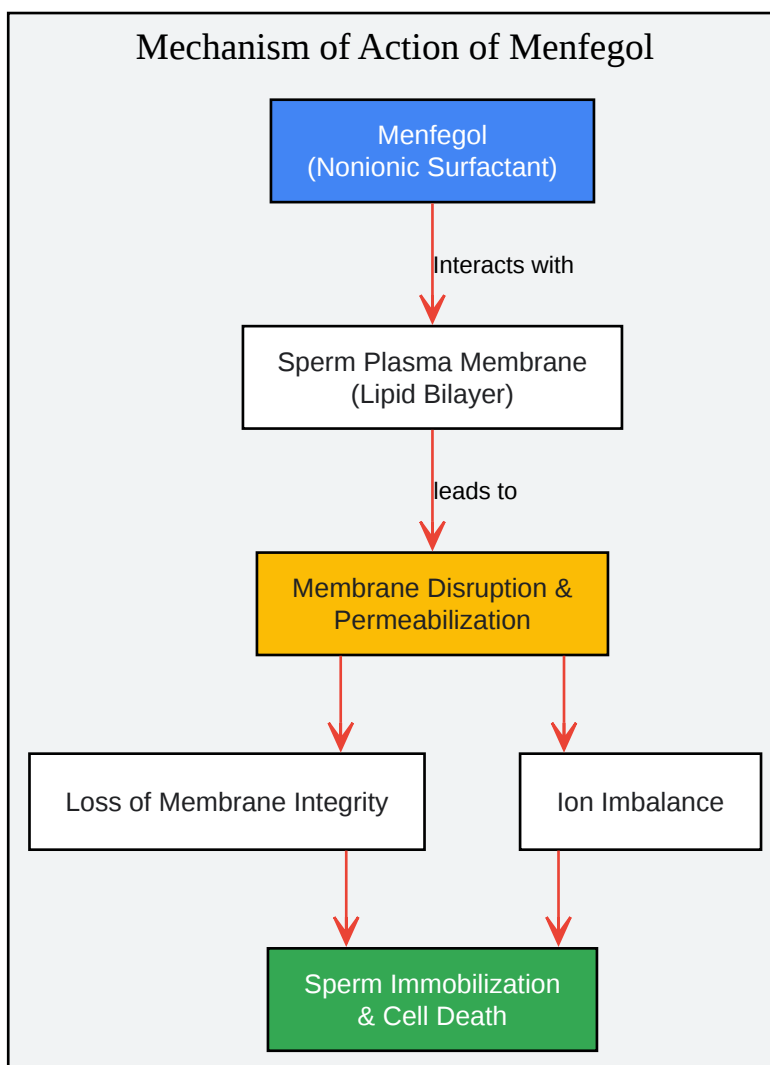 Mechanism of Action of Menfegol
Menfegol
(Nonionic Surfactant)
Interacts with
Sperm Plasma Membrane
(Lipid Bilayer)
leads to
Membrane Disruption &
Permeabilization
Loss of Membrane Integrity
Ion Imbalance
Sperm Immobilization
& Cell Death